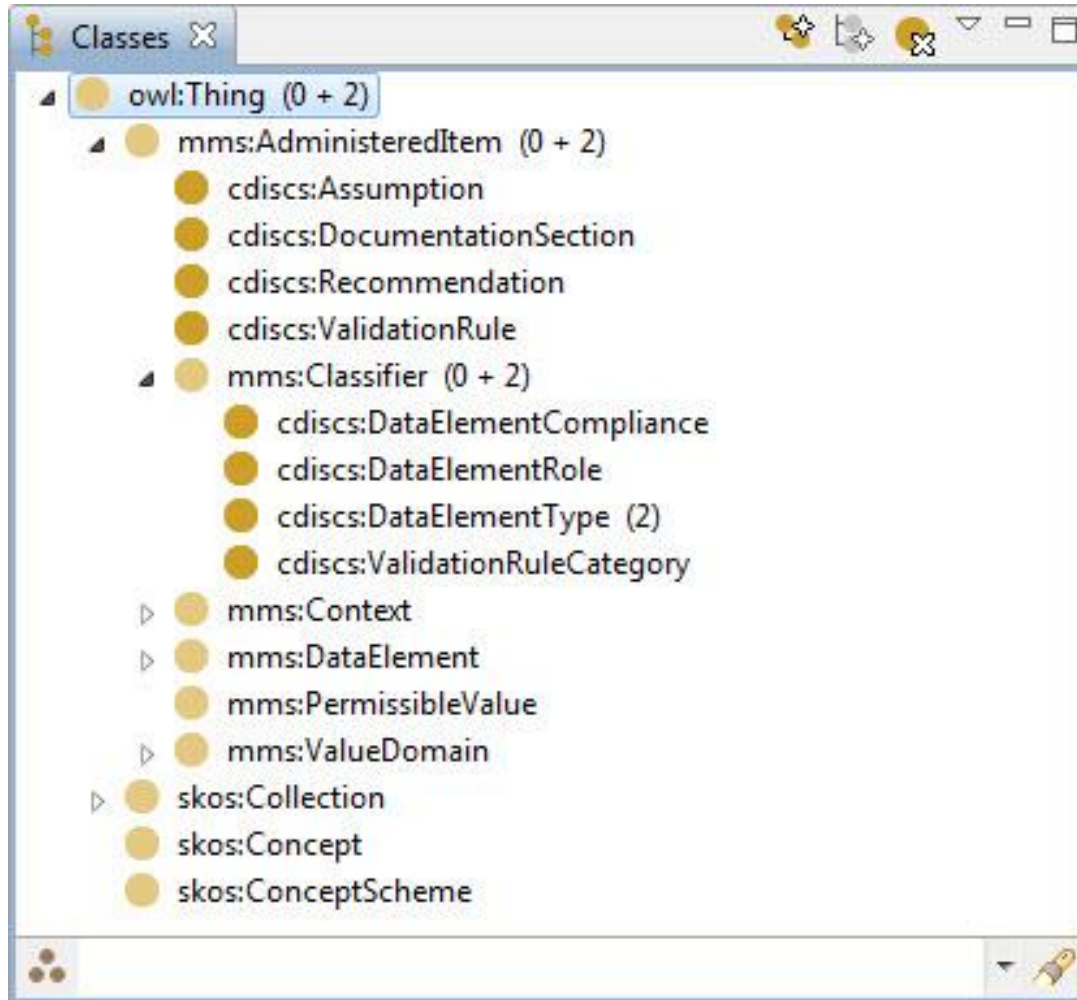 Classes
owl:Thing (0 + 2)
mms:AdministeredItem (0 + 2)
cdiscs:Assumption
cdiscs:DocumentationSection
cdiscs:Recommendation
cdiscs:ValidationRule
mms:Classifier (0 + 2)
cdiscs:DataElementCompliance
cdiscs:DataElementRole
cdiscs:DataElementType (2)
cdiscs:ValidationRuleCategory
mms:Context
mms:DataElement
mms:PermissibleValue
mms:ValueDomain
skos:Collection
skos:Concept
skos:ConceptScheme